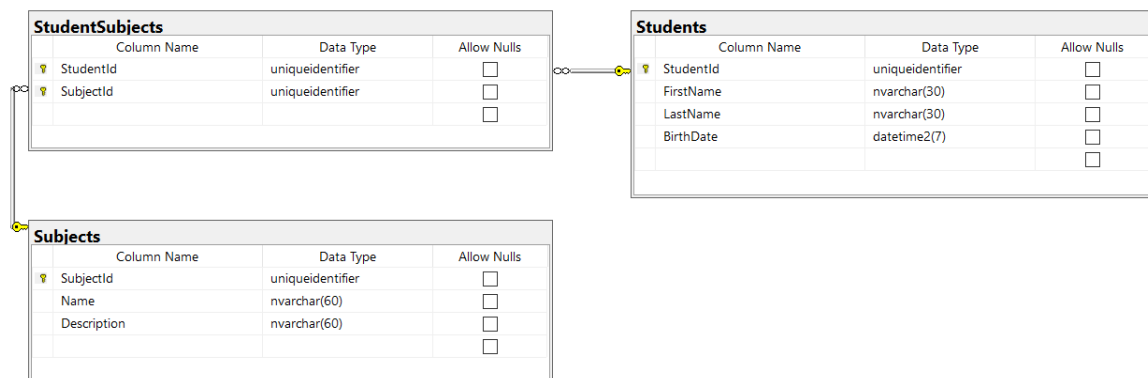 StudentSubjects
Column Name Data Type Allow Nulls
StudentId uniqueidentifier
SubjectId uniqueidentifier
Students
Column Name Data Type Allow Nulls
StudentId uniqueidentifier
FirstName nvarchar(30)
LastName nvarchar(30)
BirthDate datetime2(7)
Subjects
Column Name Data Type Allow Nulls
SubjectId uniqueidentifier
Name nvarchar(60)
Description nvarchar(60)